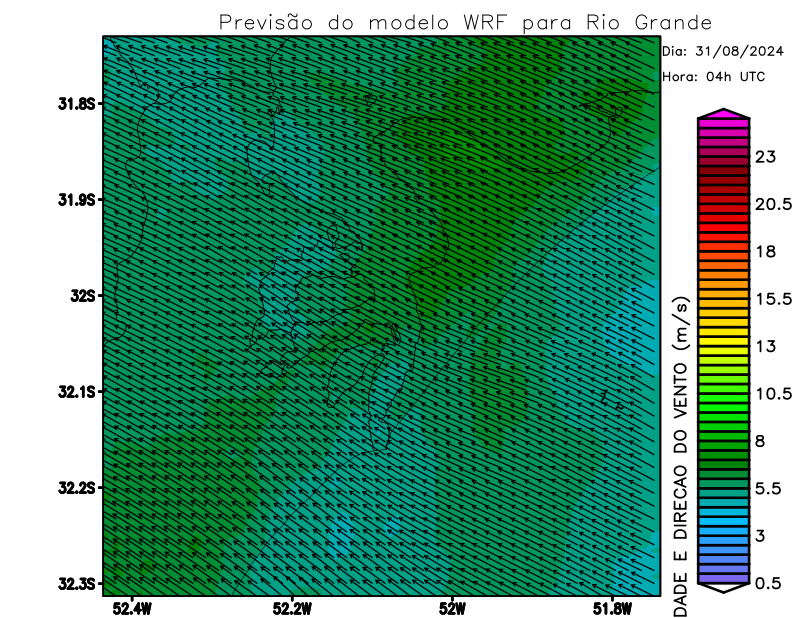 Previsão do modelo WRF para Rio Grande
Dia: 31/08/2024
Hora: 04h UTC
31.8S
31.9S
32S
32.1S
32.2S
32.3S
52.4W
52.2W
52W
51.8W
23
20.5
18
15.5
13
10.5
8
5.5
3
0.5
DADE E DIRECAO DO VENTO (m/s)